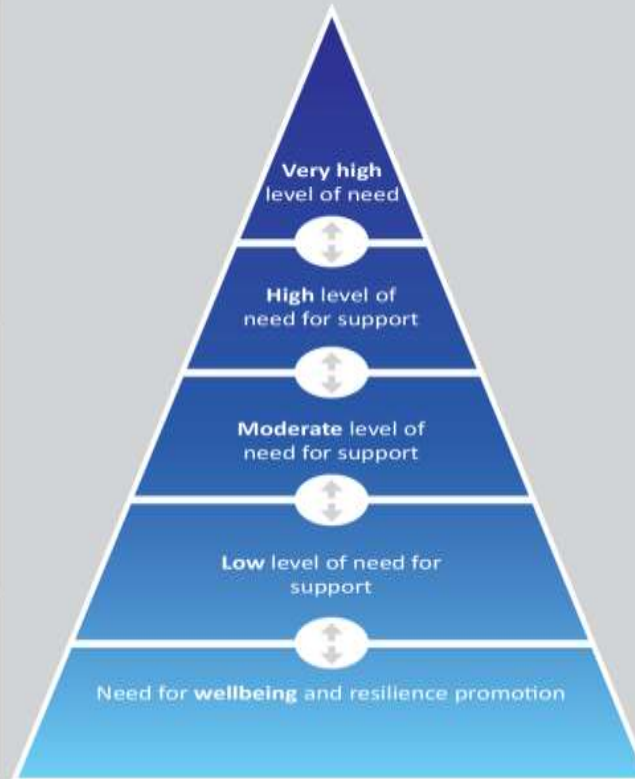 Very high
level of need
High level of
need for support
Moderate level of
need for support
Low level of need for
support
Need for wellbeing and resilience promotion